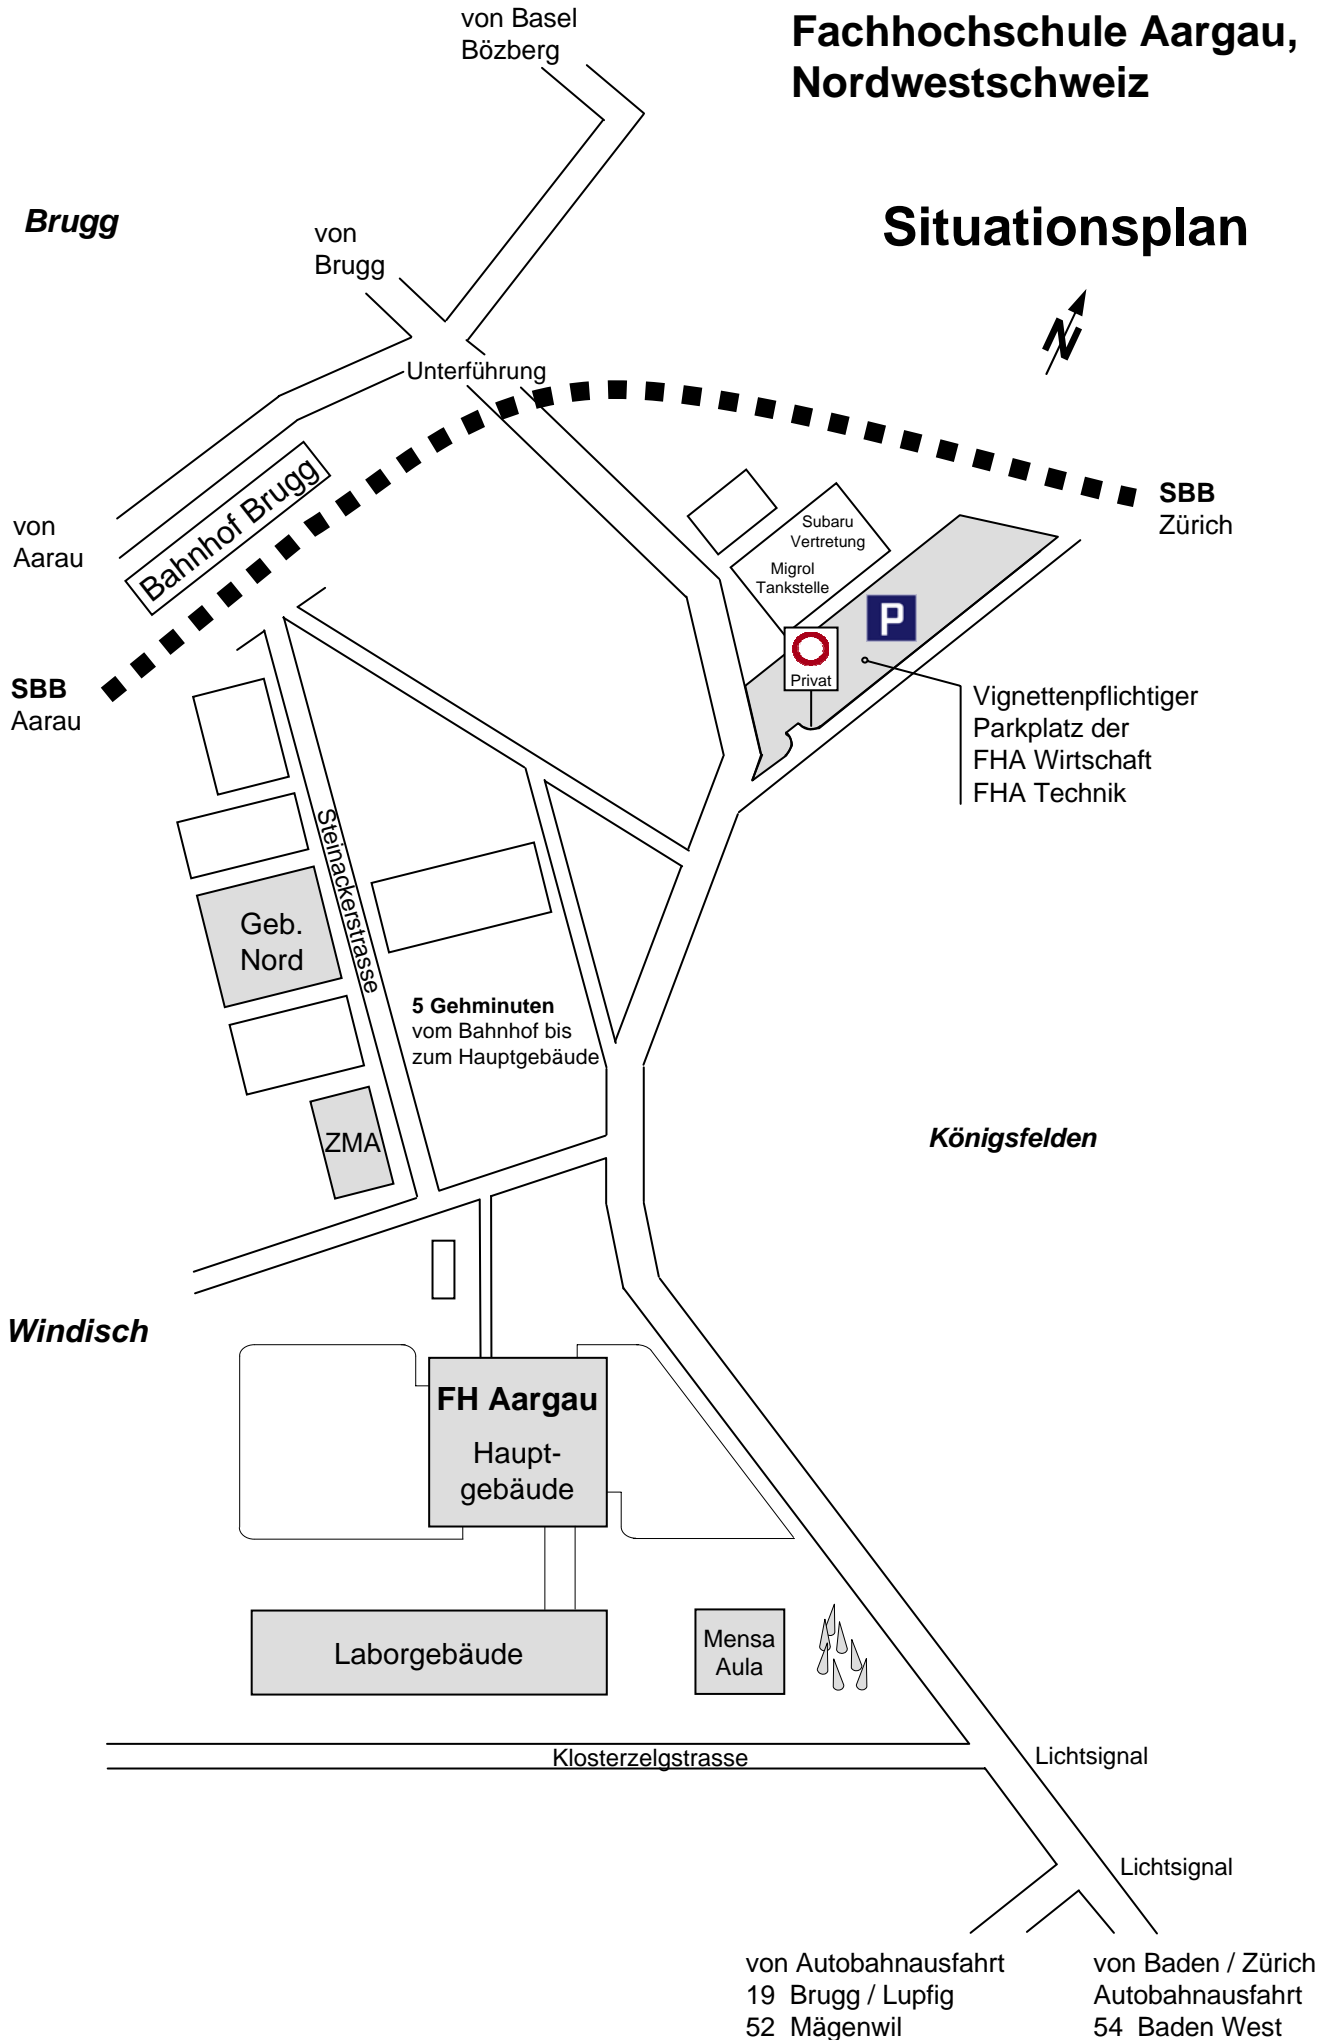 von Basel
Bözberg
Fachhochschule Aargau,
Nordwestschweiz
Brugg
von
Brugg
Situationsplan
N
Unterführung
Bahnhof Brugg
von
Aarau
SBB
Zürich
Subaru
Vertretung
Migrol
Tankstelle
P
Privat
SBB
Aarau
Vignettenpflichtiger
Parkplatz der
FHA Wirtschaft
FHA Technik
Steinackerstrasse
Geb.
Nord
5 Gehminuten
vom Bahnhof bis
zum Hauptgebäude
ZMA
Königsfelden
Windisch
FH Aargau
Haupt-
gebäude
Laborgebäude
Mensa
Aula
Klosterzelgstrasse
Lichtsignal
Lichtsignal
von Autobahnausfahrt
19 Brugg / Lupfig
52 Mägenwil
von Baden / Zürich
Autobahnausfahrt
54 Baden West